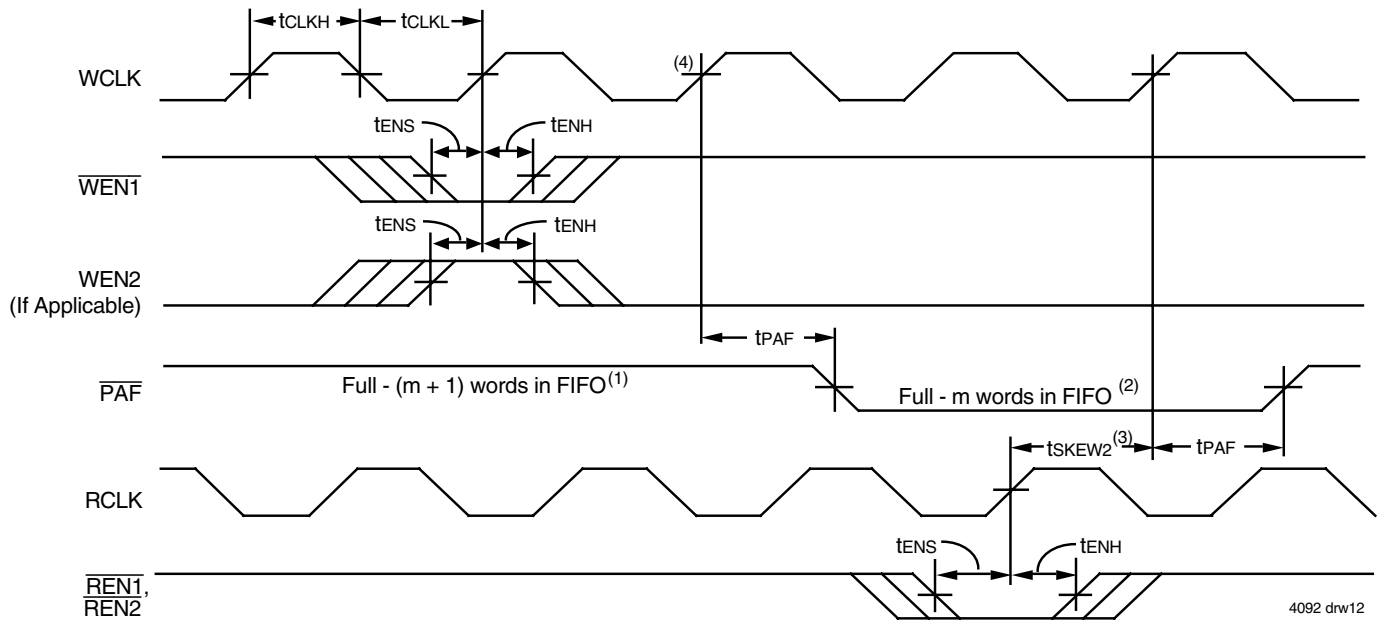 tCLKH tCLKL
WCLK
(4)
tENS tENH
WEN1
tENS tENH
WEN2
(If Applicable)
tPAF
PAF
Full - (m + 1) words in FIFO(1)
Full - m words in FIFO (2)
tSKEW2(3) tPAF
RCLK
tENS tENH
REN1,
REN2
4092 drw12